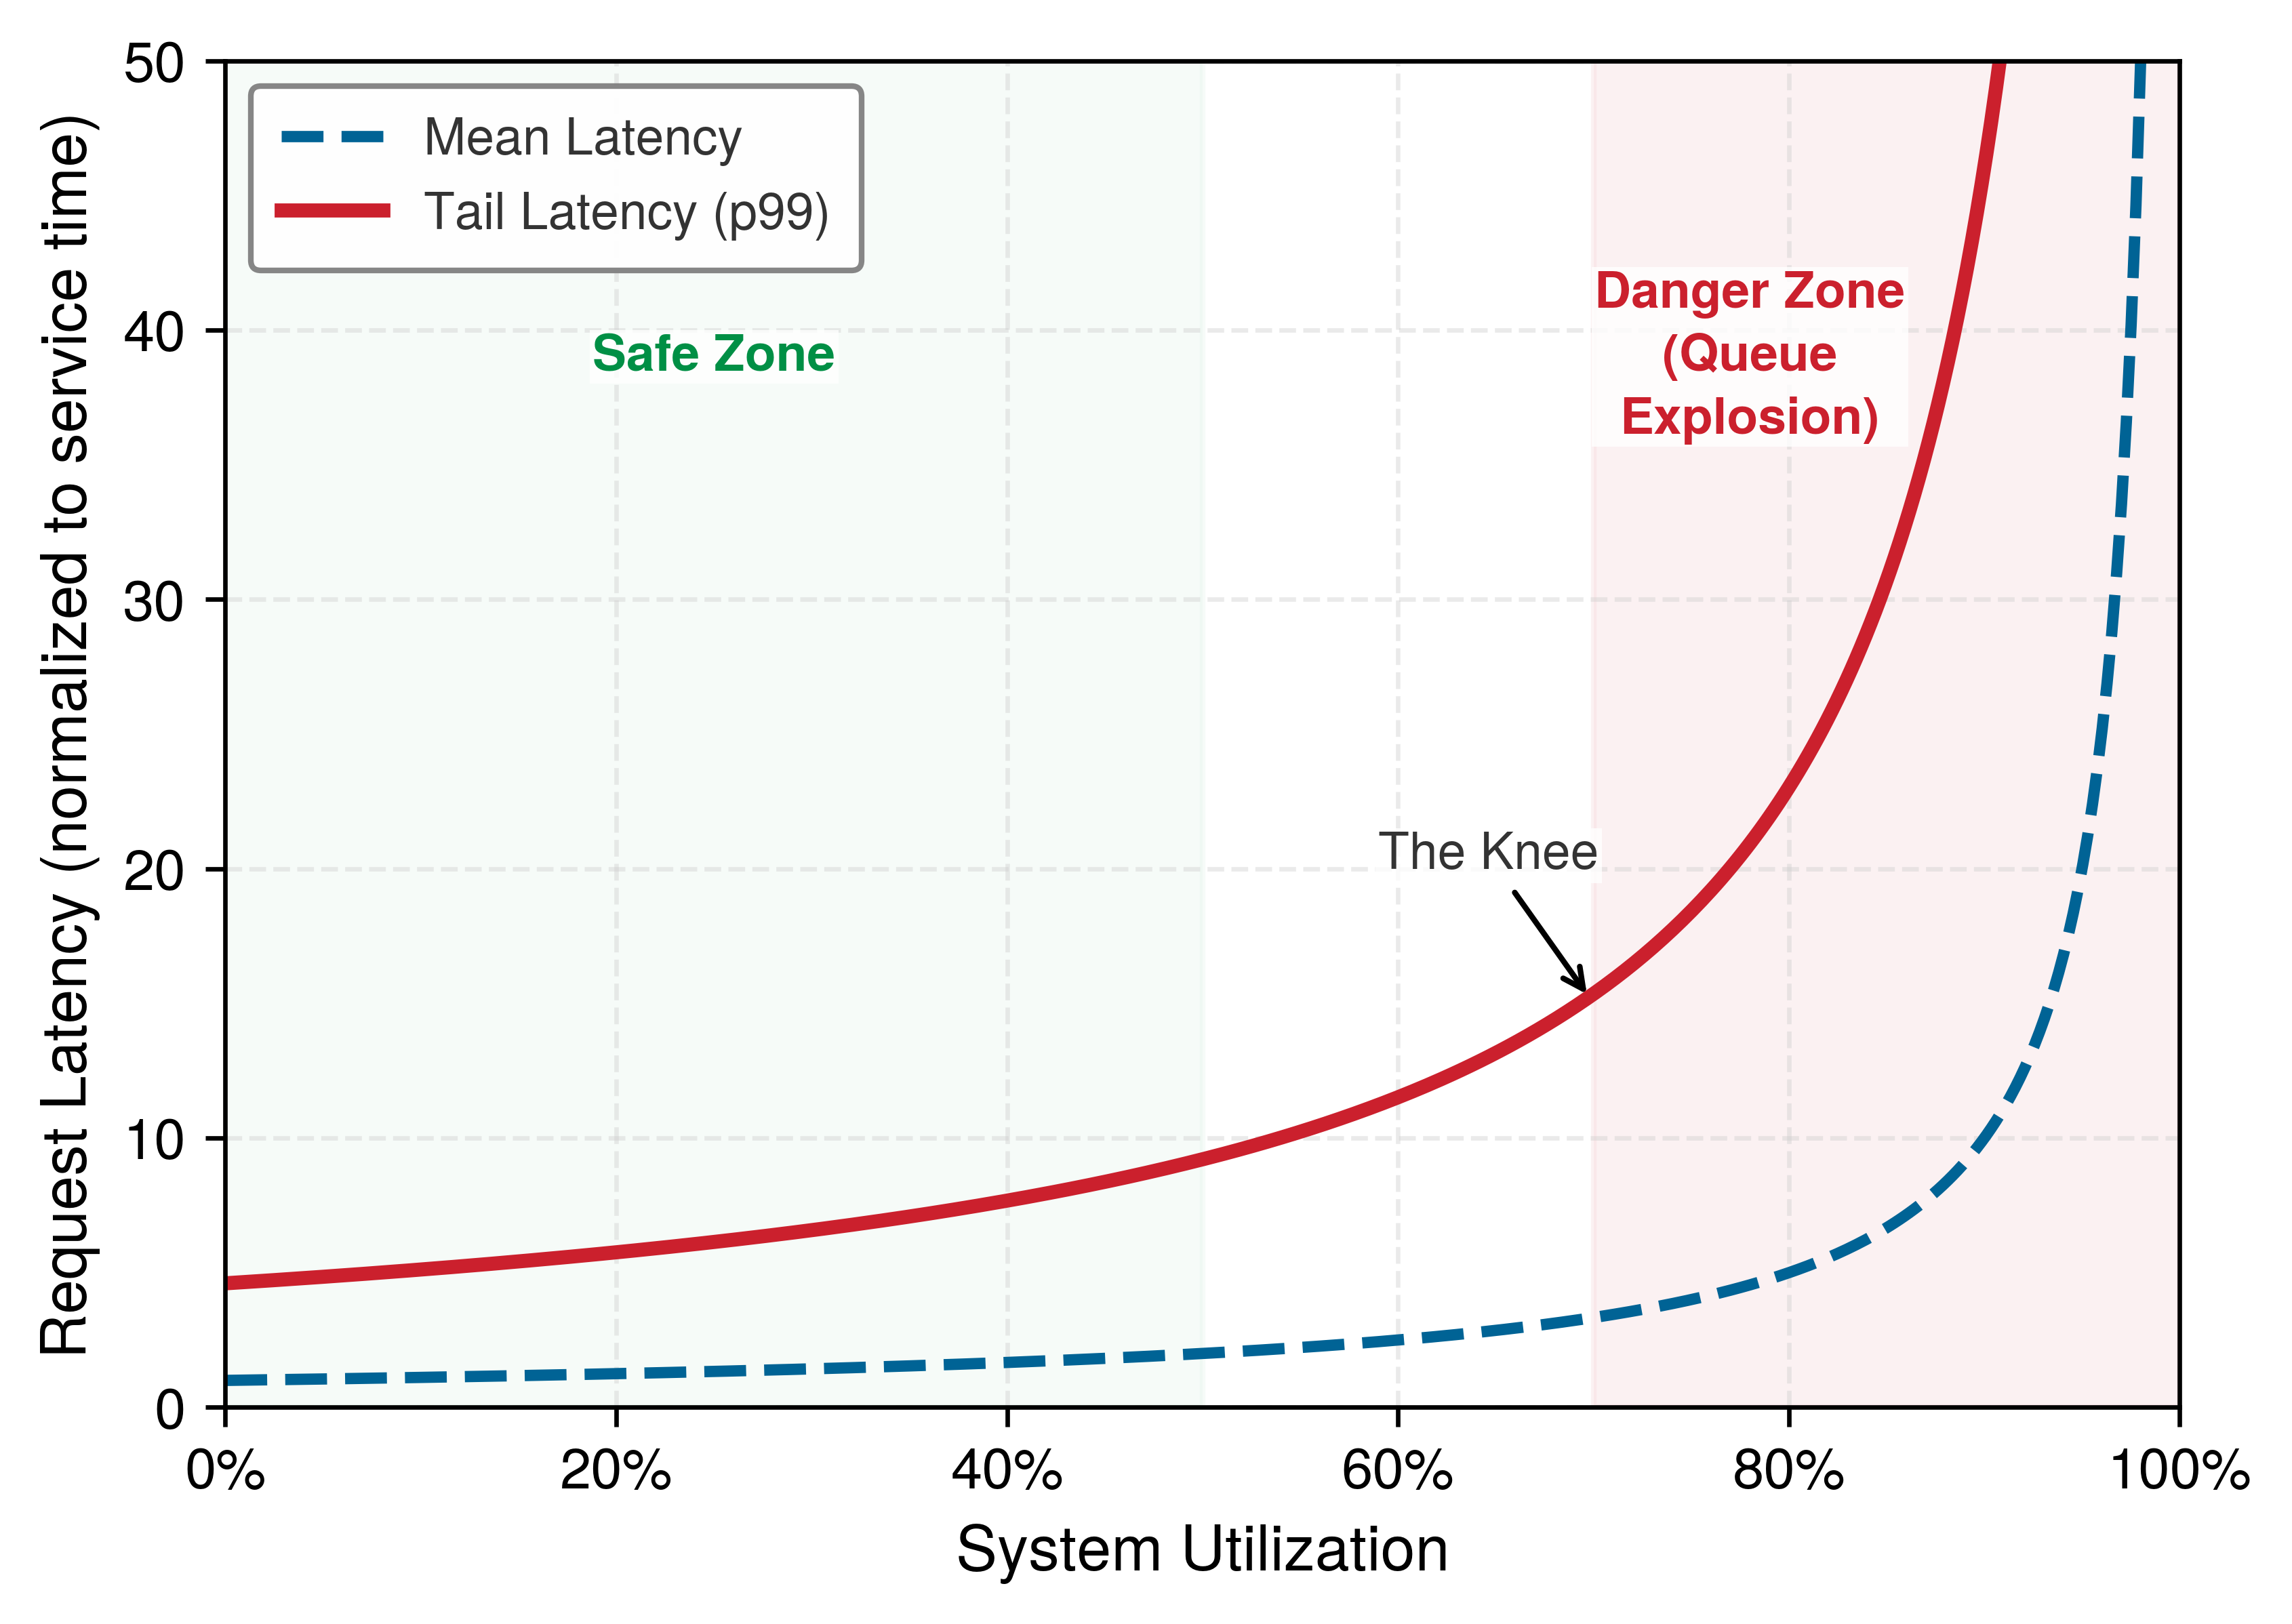 Request Latency (normalized to service time)
50
40
30
20
10
0
Mean Latency
Tail Latency (p99)
Safe Zone
Danger Zone
(Queue
Explosion)
The Knee
0%
20%
40%
60%
80%
100%
System Utilization